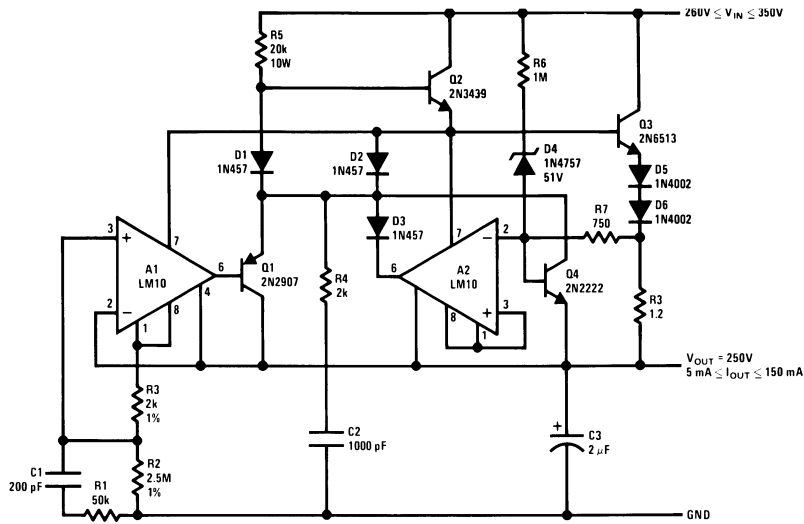 260V ≤ VIN ≤ 350V
R5
20k
10W
Q2
2N3439
R6
1M
Q3
2N6513
D1
1N457
D2
1N457
D4
1N4757
51V
D5
1N4002
D6
1N4002
R7
750
D3
1N457
3
+
7
A1
LM10
6
2
−
1
8
4
Q1
2N2907
R4
2k
7
2
−
6
A2
LM10
+
3
8
1
Q4
2N2222
R3
1.2
VOUT = 250V
5 mA ≤ IOUT ≤ 150 mA
R3
2k
1%
C1
200 pF
R1
50k
R2
2.5M
1%
C2
1000 pF
+
C3
2 μF
GND